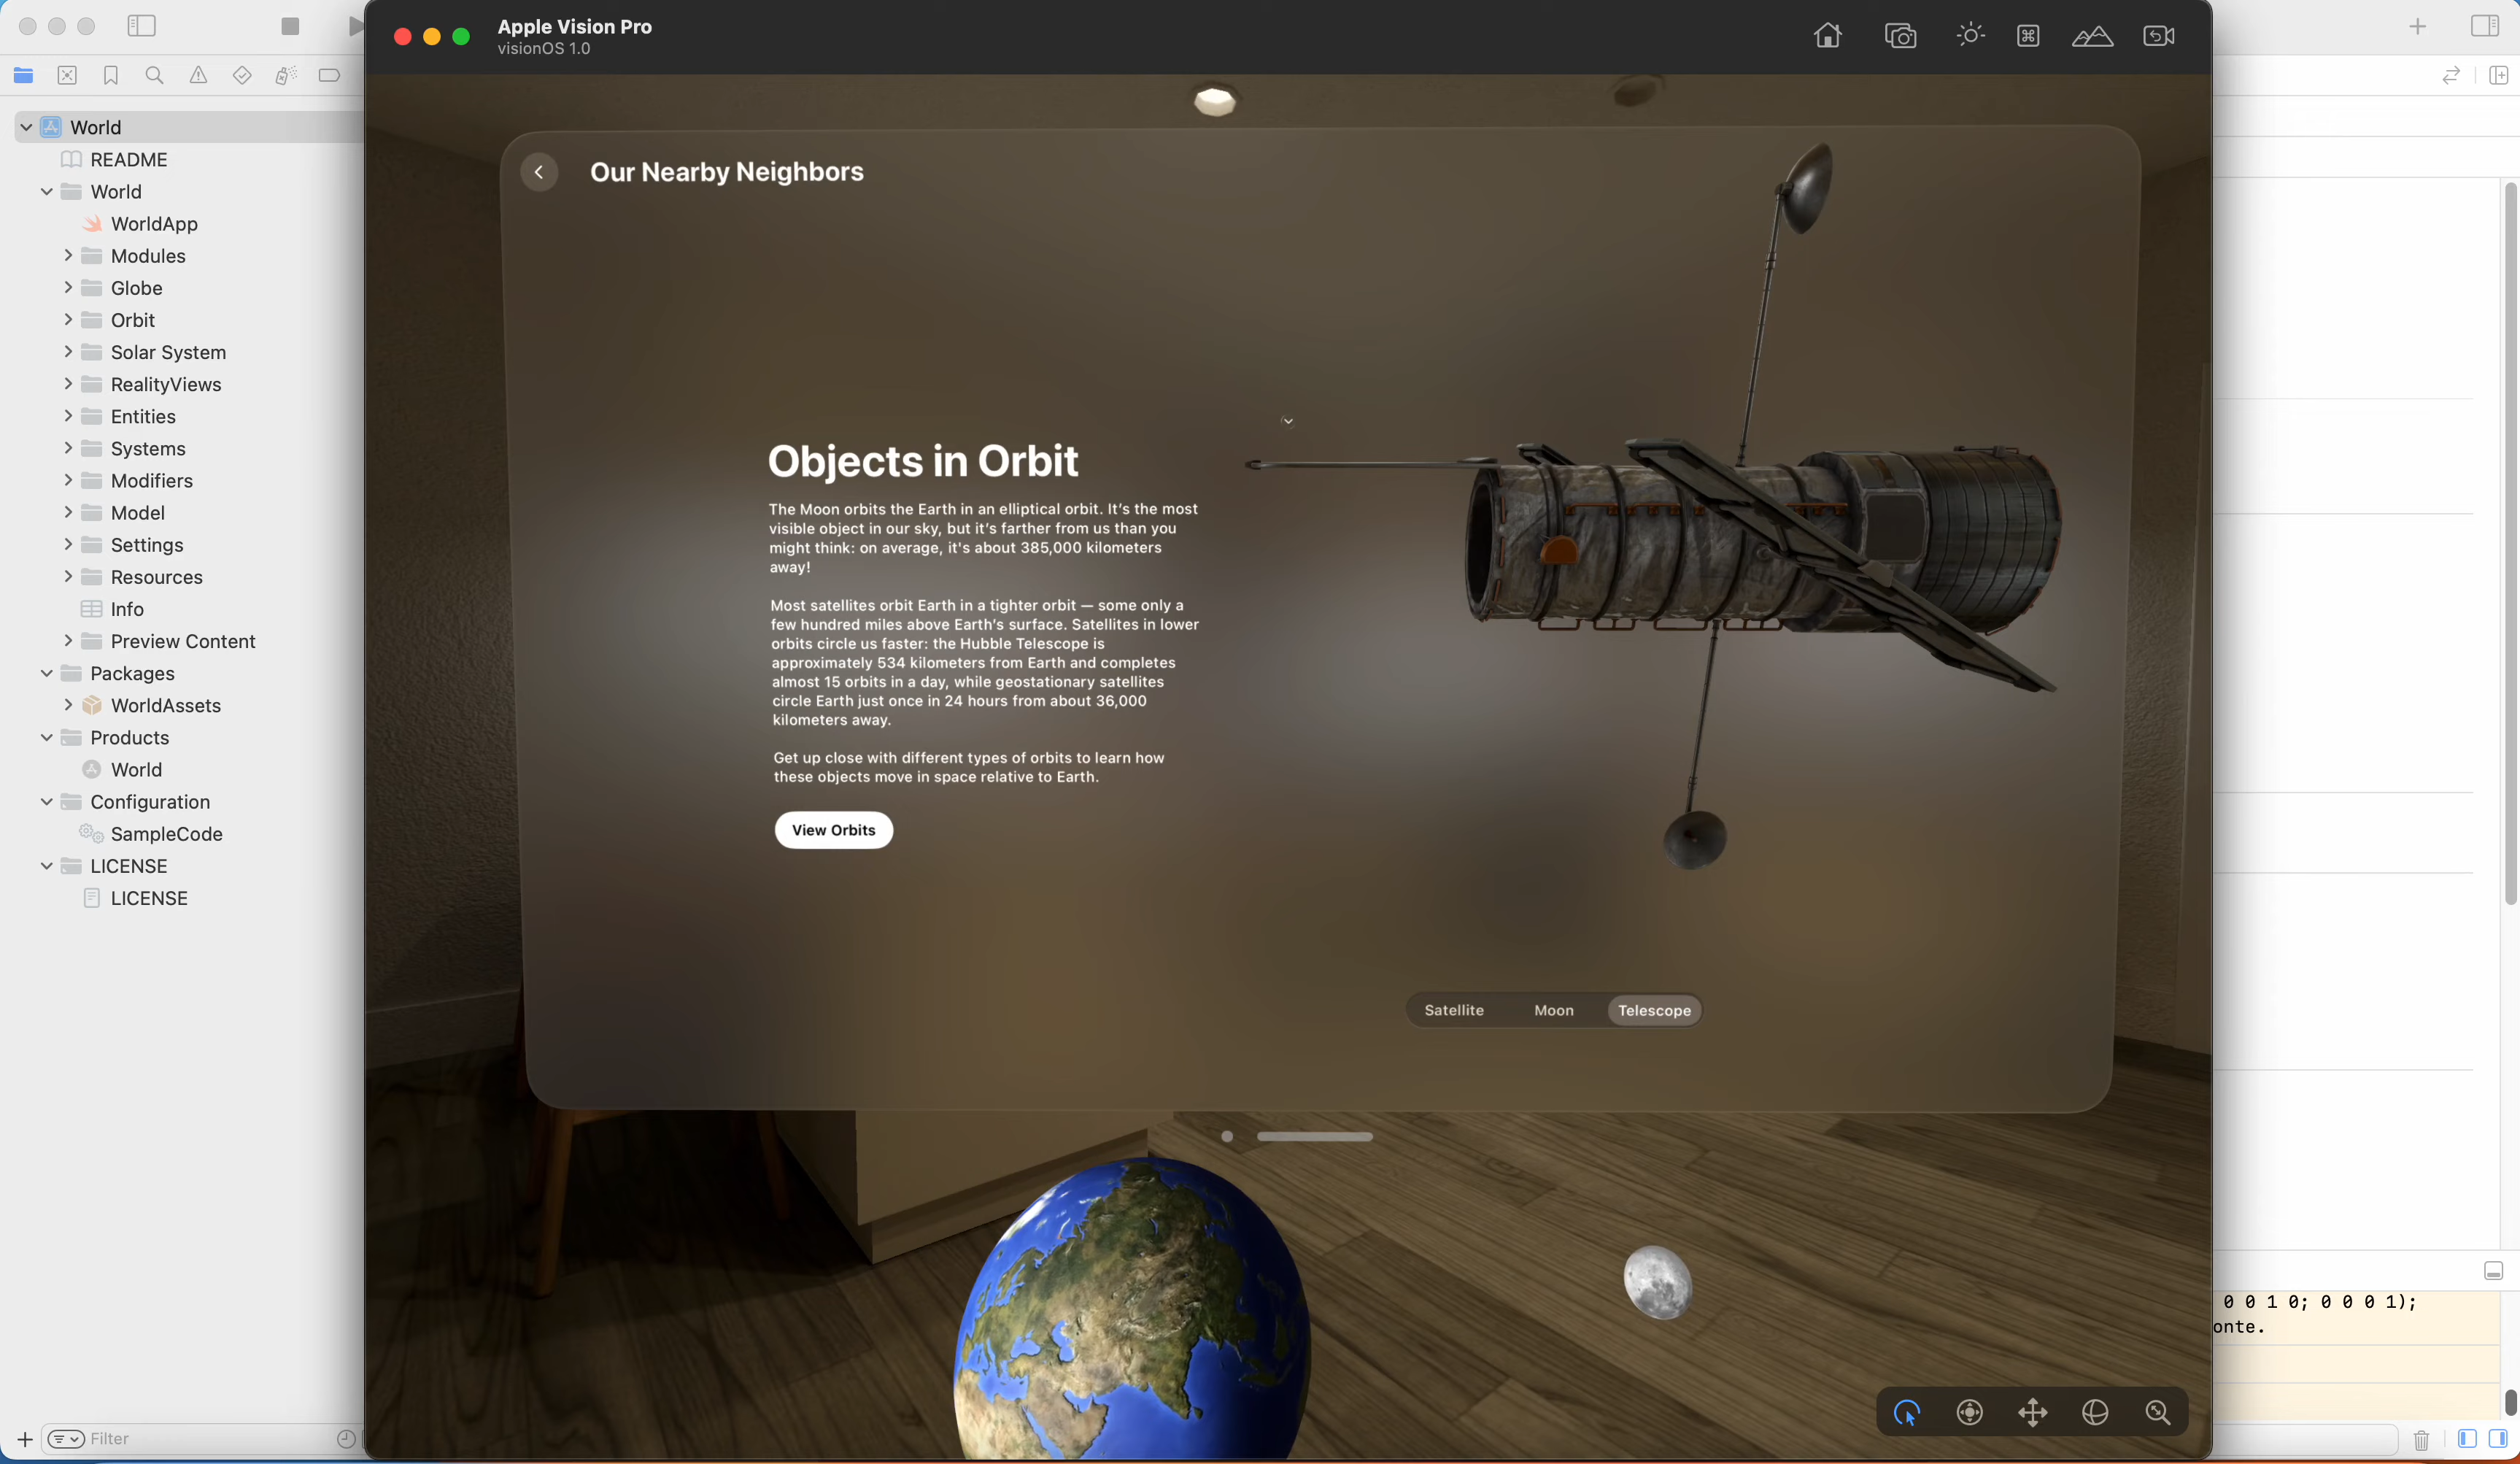 Apple Vision Pro
visionOS 1.0
World
README
World
WorldApp
Modules
Globe
Orbit
Solar System
RealityViews
Entities
Systems
Modifiers
Model
Settings
Resources
Info
Preview Content
Packages
WorldAssets
Products
World
Configuration
SampleCode
LICENSE
LICENSE
Filter
Our Nearby Neighbors
Objects in Orbit
The Moon orbits the Earth in an elliptical orbit. It’s the most
visible object in our sky, but it’s farther from us than you
might think: on average, it's about 385,000 kilometers
away!
Most satellites orbit Earth in a tighter orbit — some only a
few hundred miles above Earth’s surface. Satellites in lower
orbits circle us faster: the Hubble Telescope is
approximately 534 kilometers from Earth and completes
almost 15 orbits in a day, while geostationary satellites
circle Earth just once in 24 hours from about 36,000
kilometers away.
Get up close with different types of orbits to learn how
these objects move in space relative to Earth.
View Orbits
Satellite Moon Telescope
0 0 1 0; 0 0 0 1);
onte.